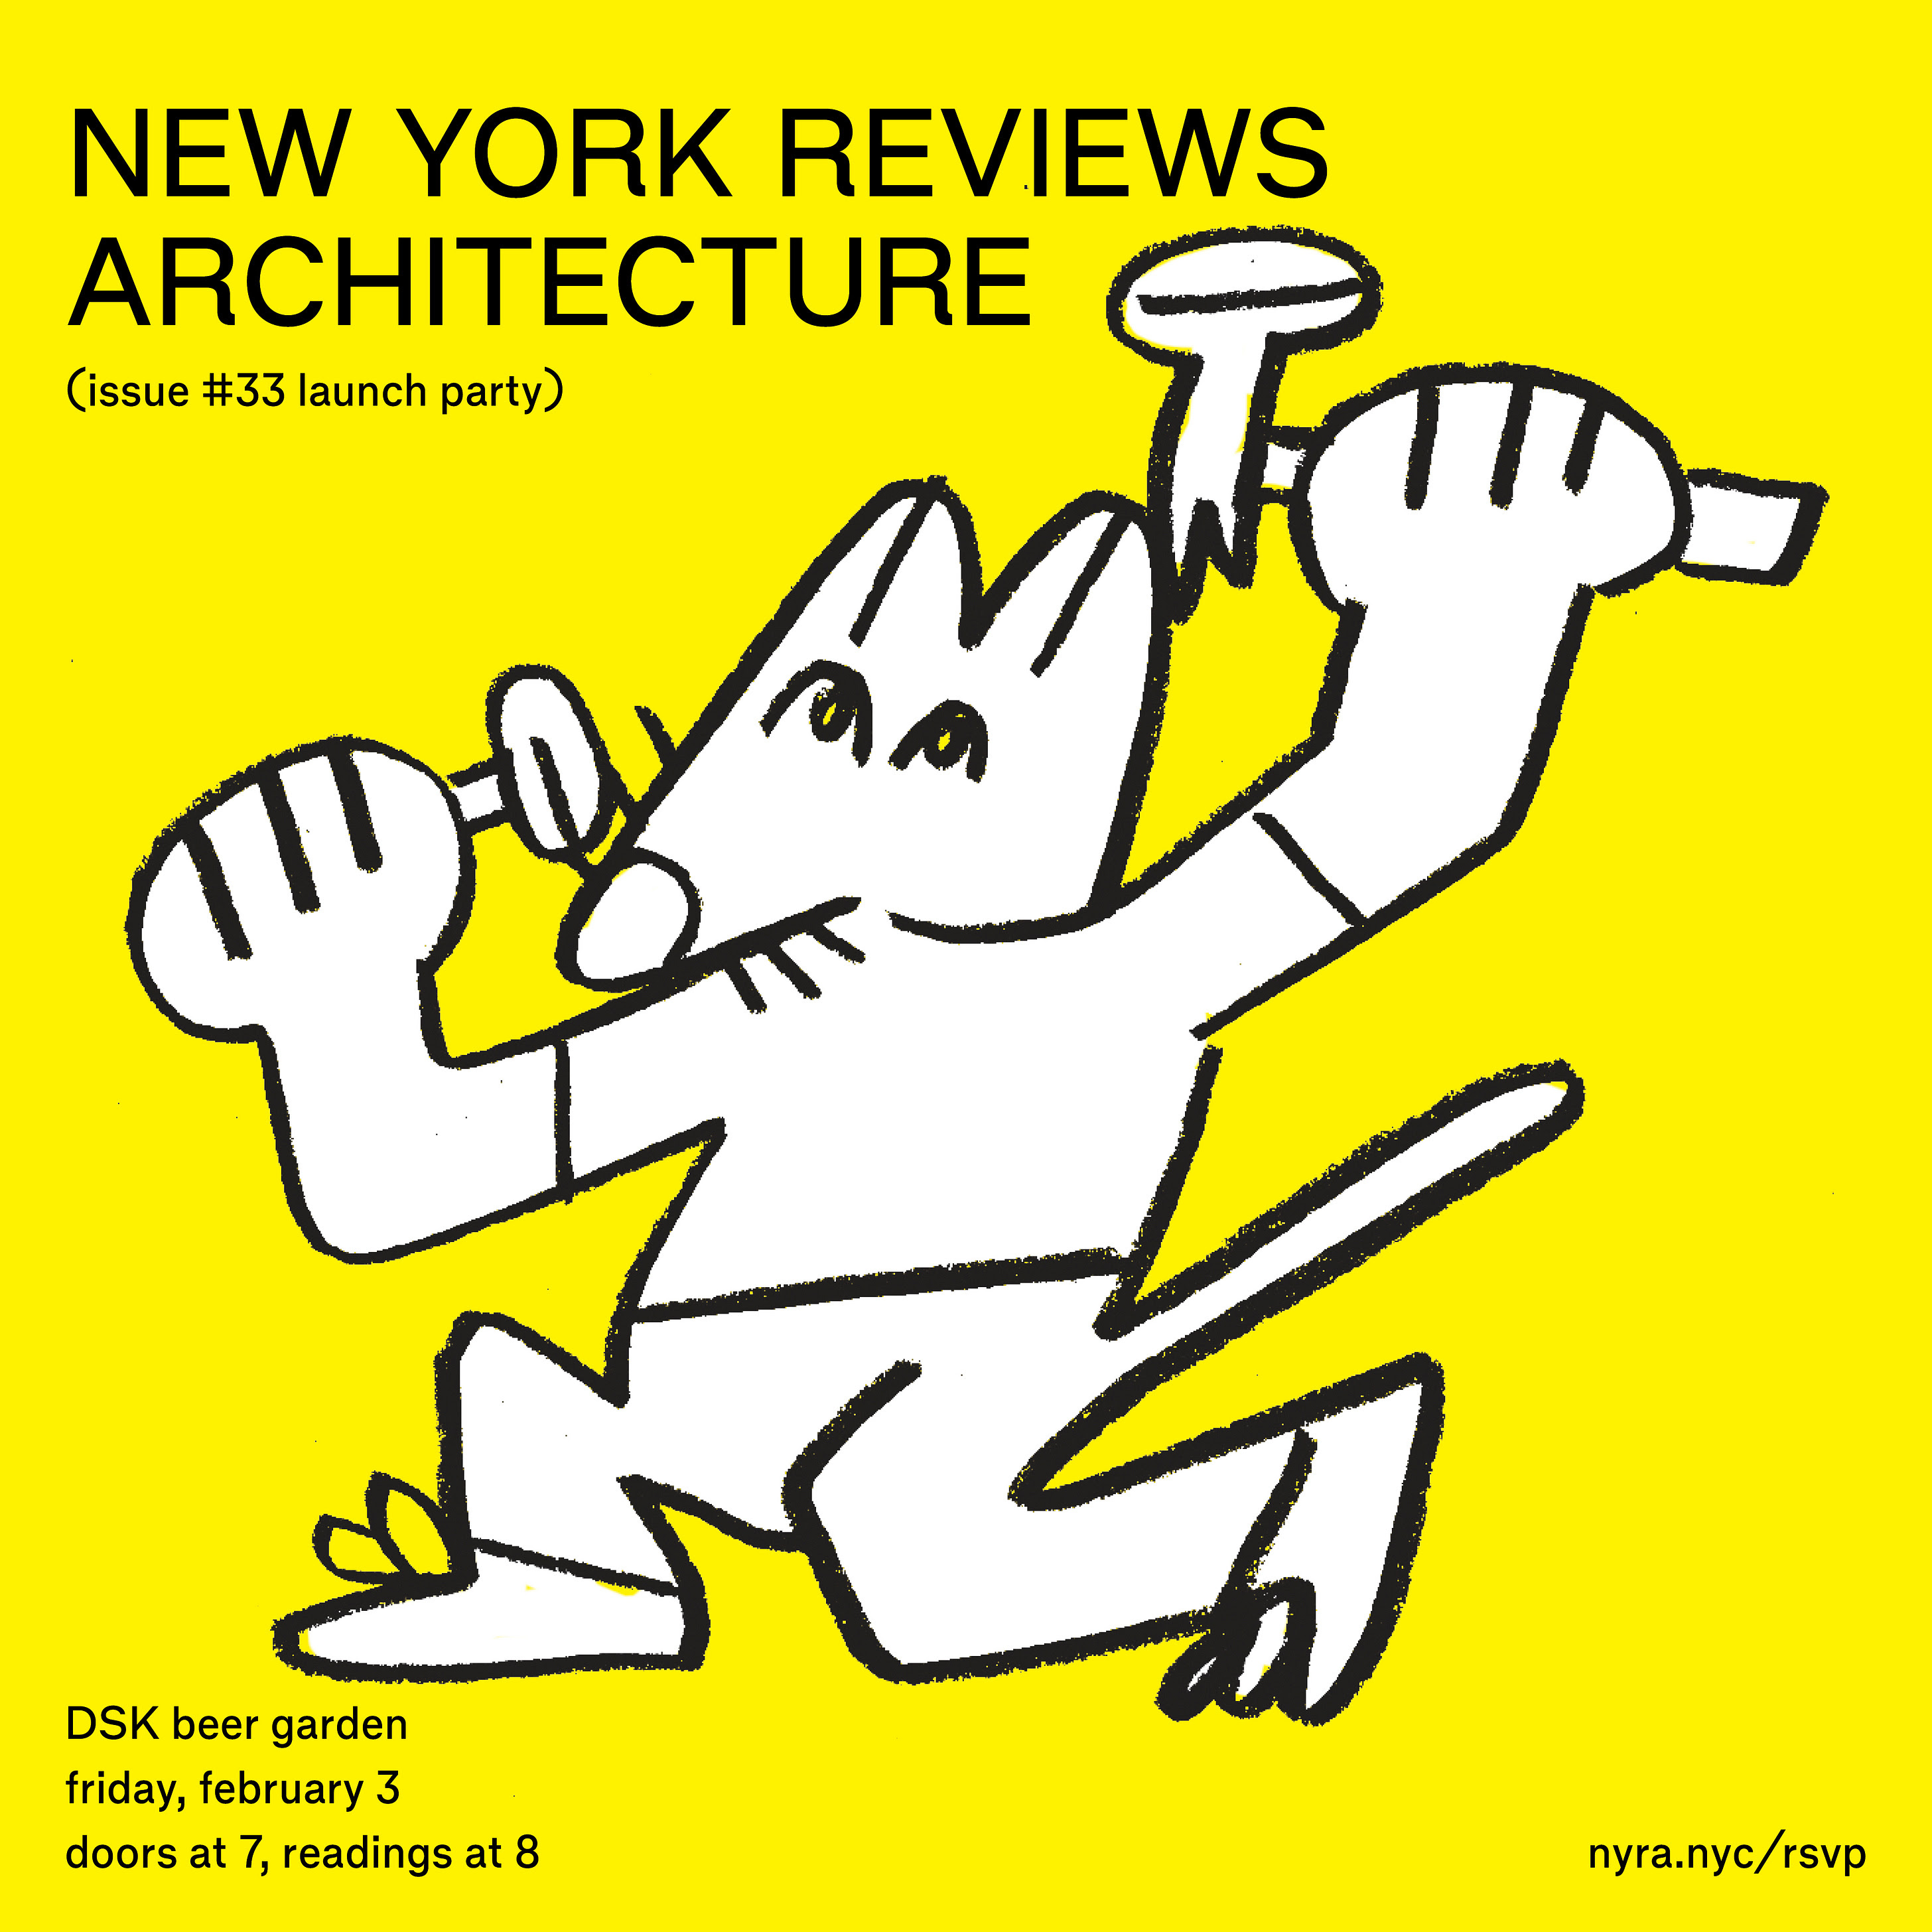 NEW YORK REVIEWS
ARCHITECTURE
(issue #33 launch party)
DSK beer garden
friday, february 3
doors at 7, readings at 8
nyra.nyc/rsvp